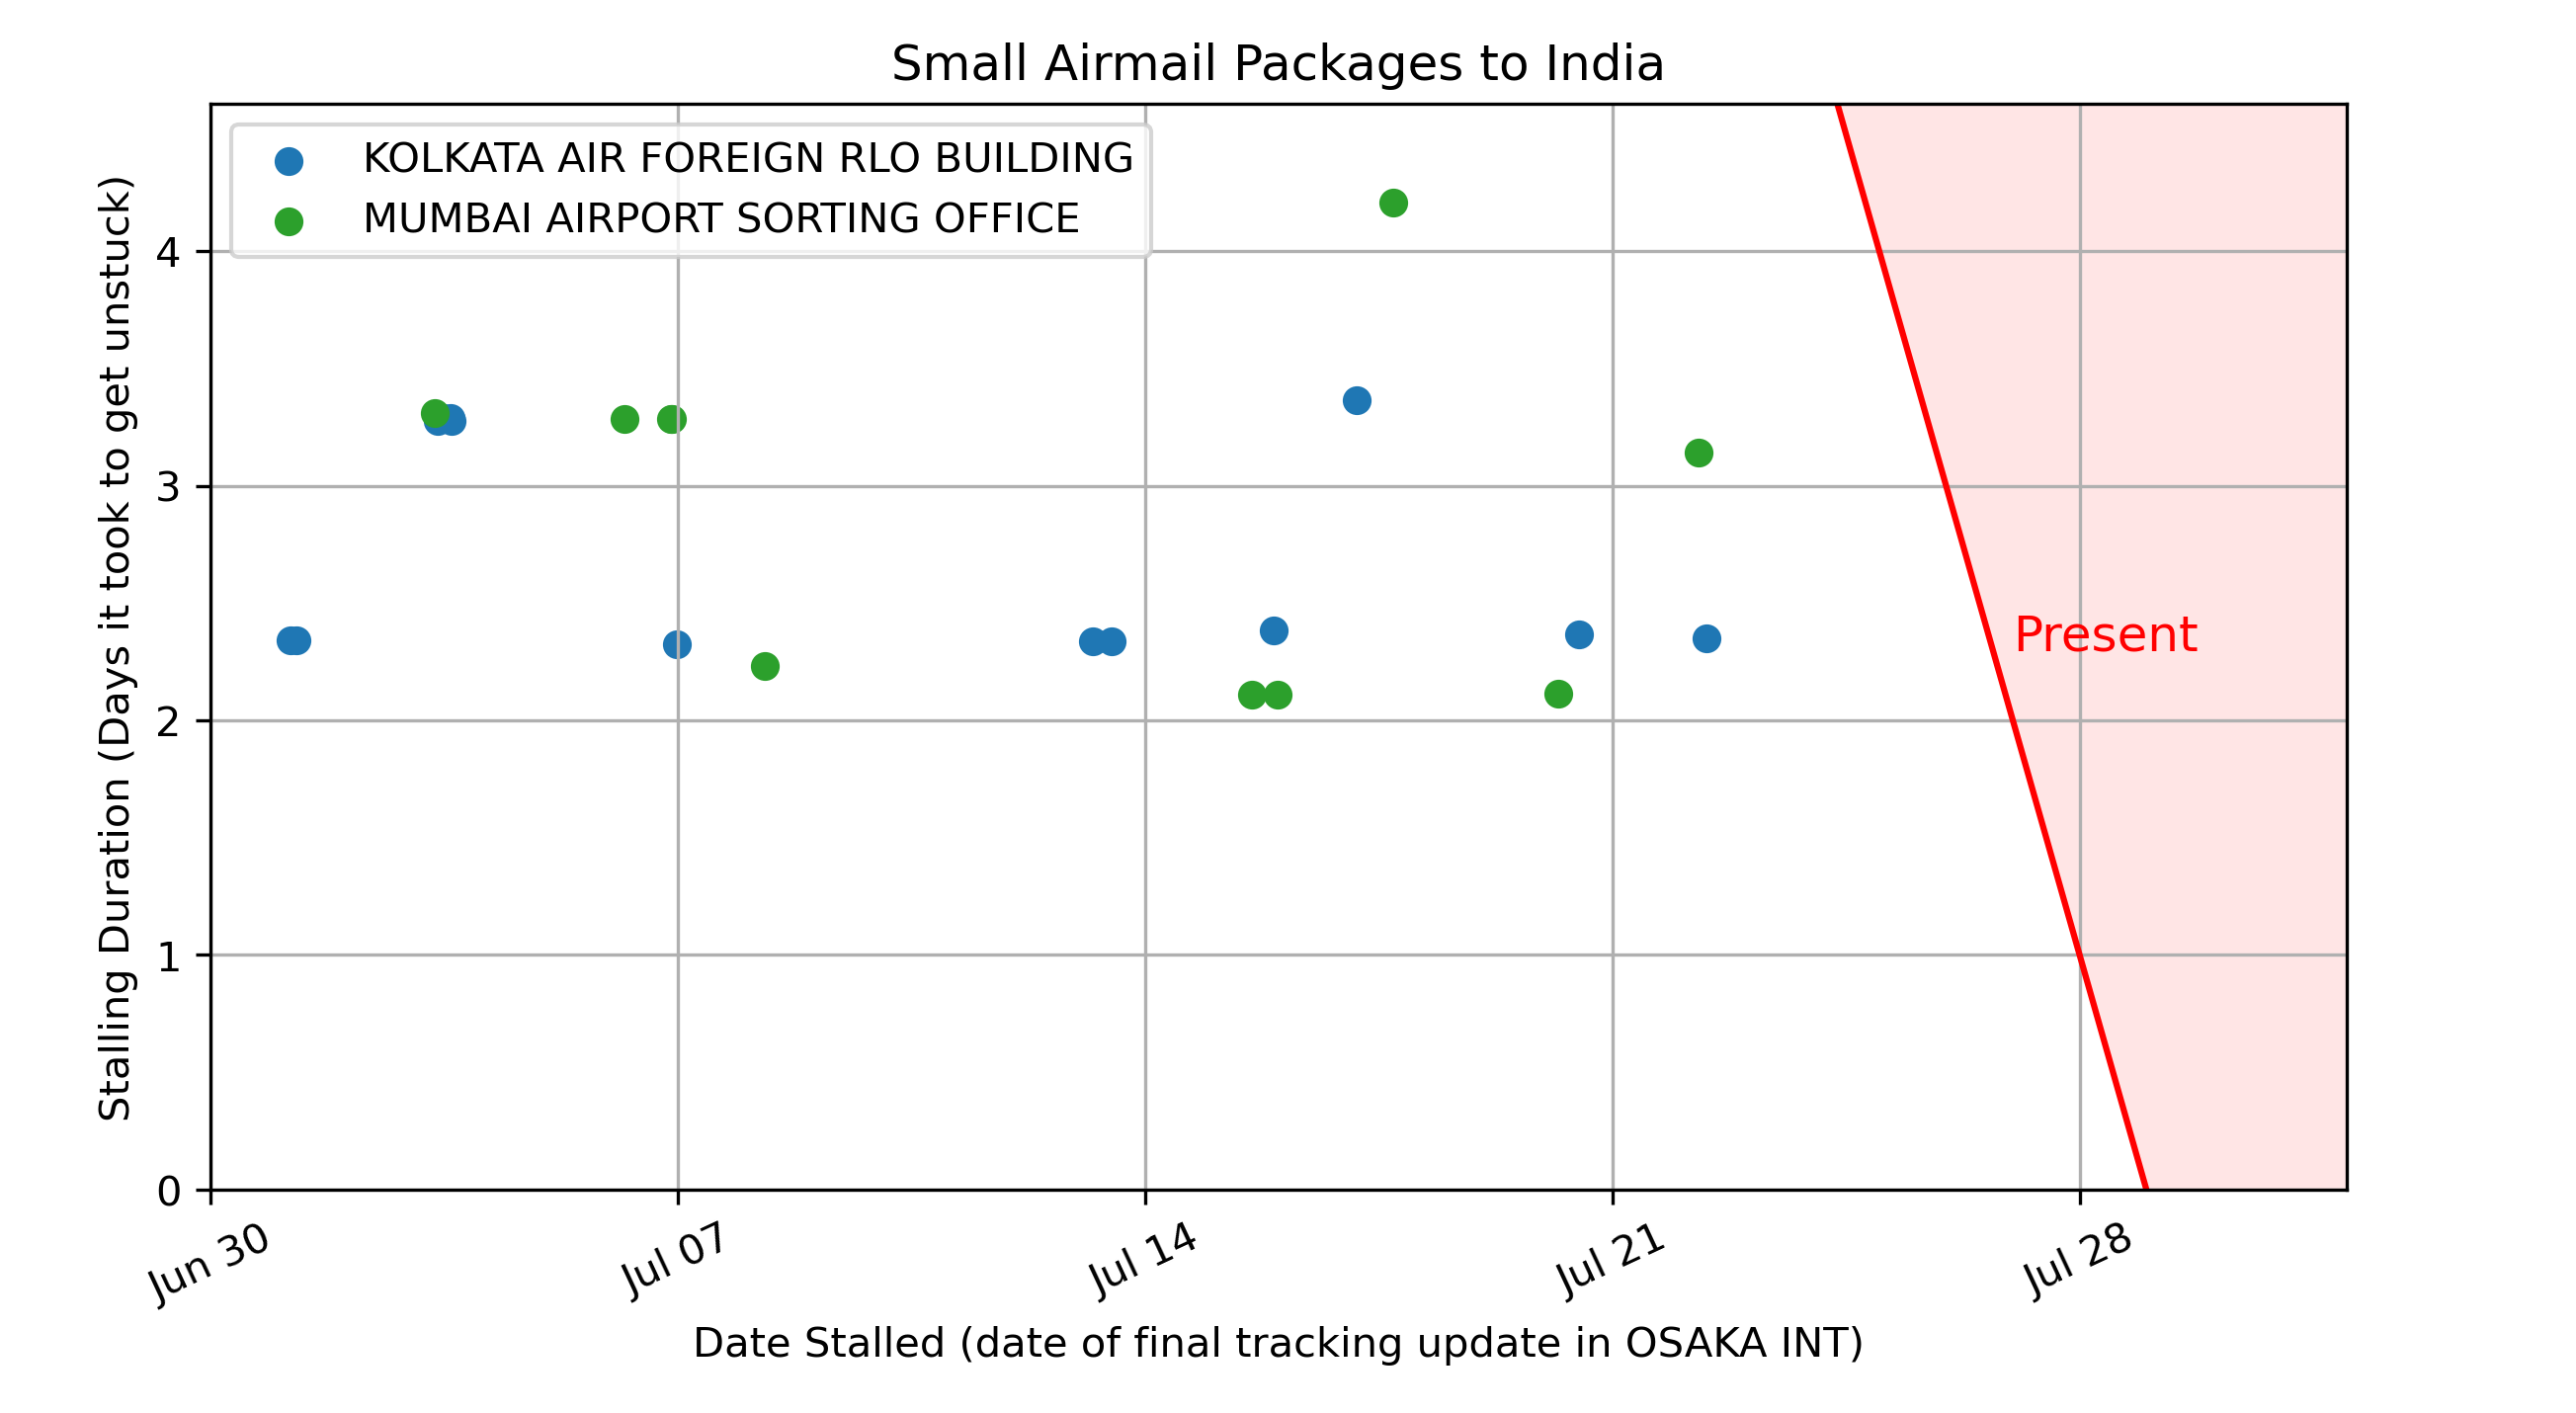 Small Airmail Packages to India
KOLKATA AIR FOREIGN RLO BUILDING
MUMBAI AIRPORT SORTING OFFICE
Stalling Duration (Days it took to get unstuck)
4
3
2
1
0
Present
Jun 30
Jul 07
Jul 14
Jul 21
Jul 28
Date Stalled (date of final tracking update in OSAKA INT)